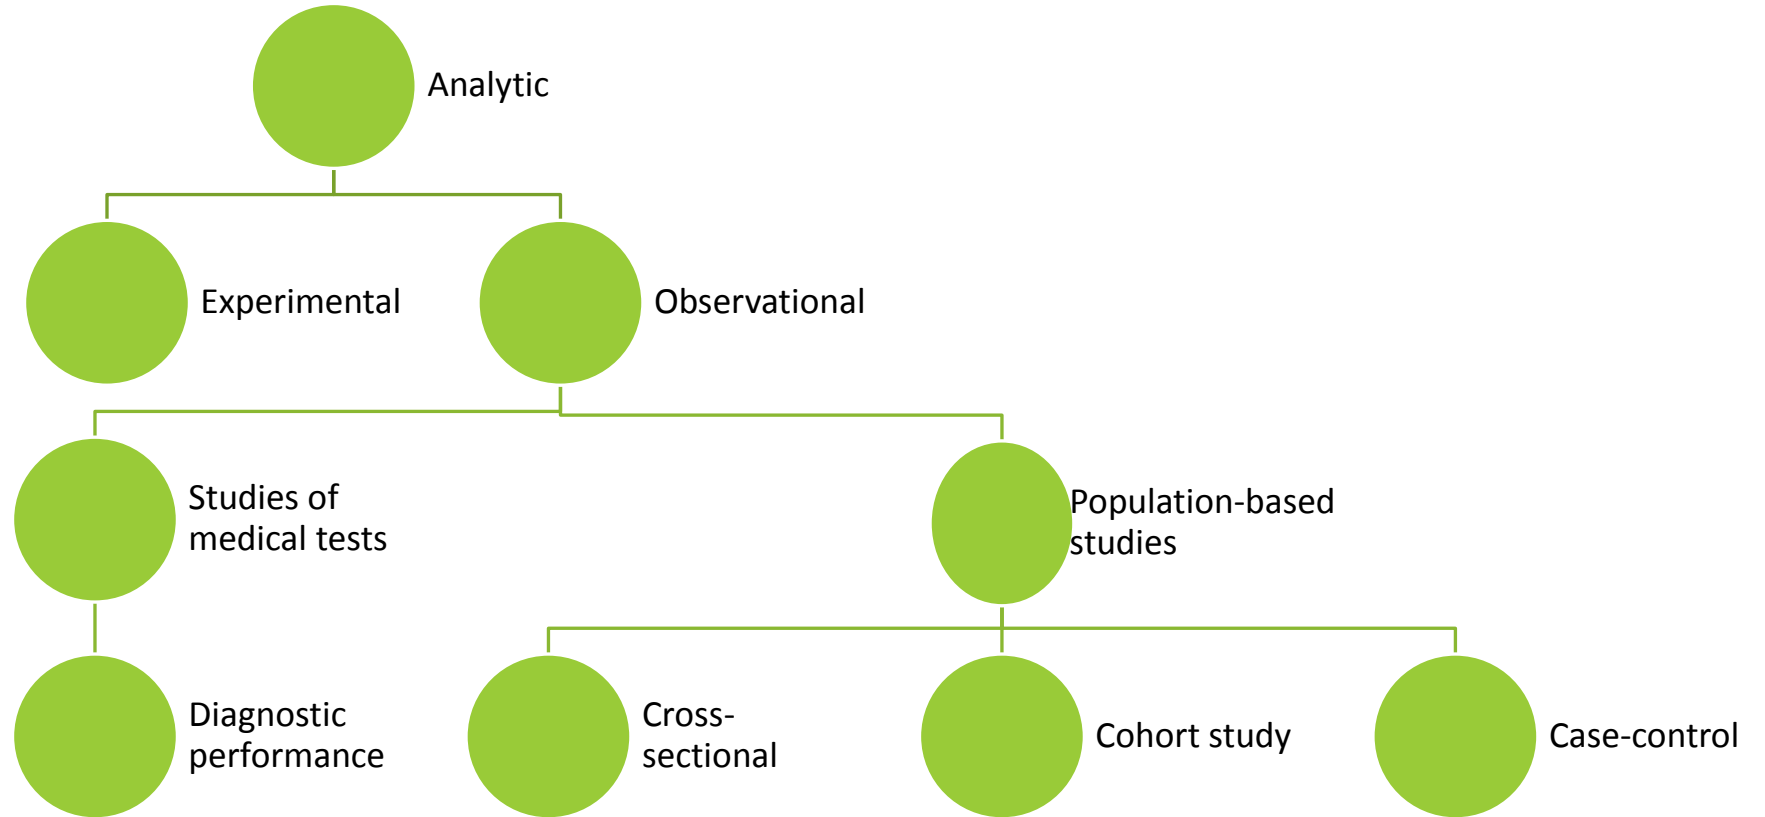 Analytic
Experimental
Observational
Studies of
medical tests
Population-based
studies
Diagnostic
performance
Cross-
sectional
Cohort study
Case-control